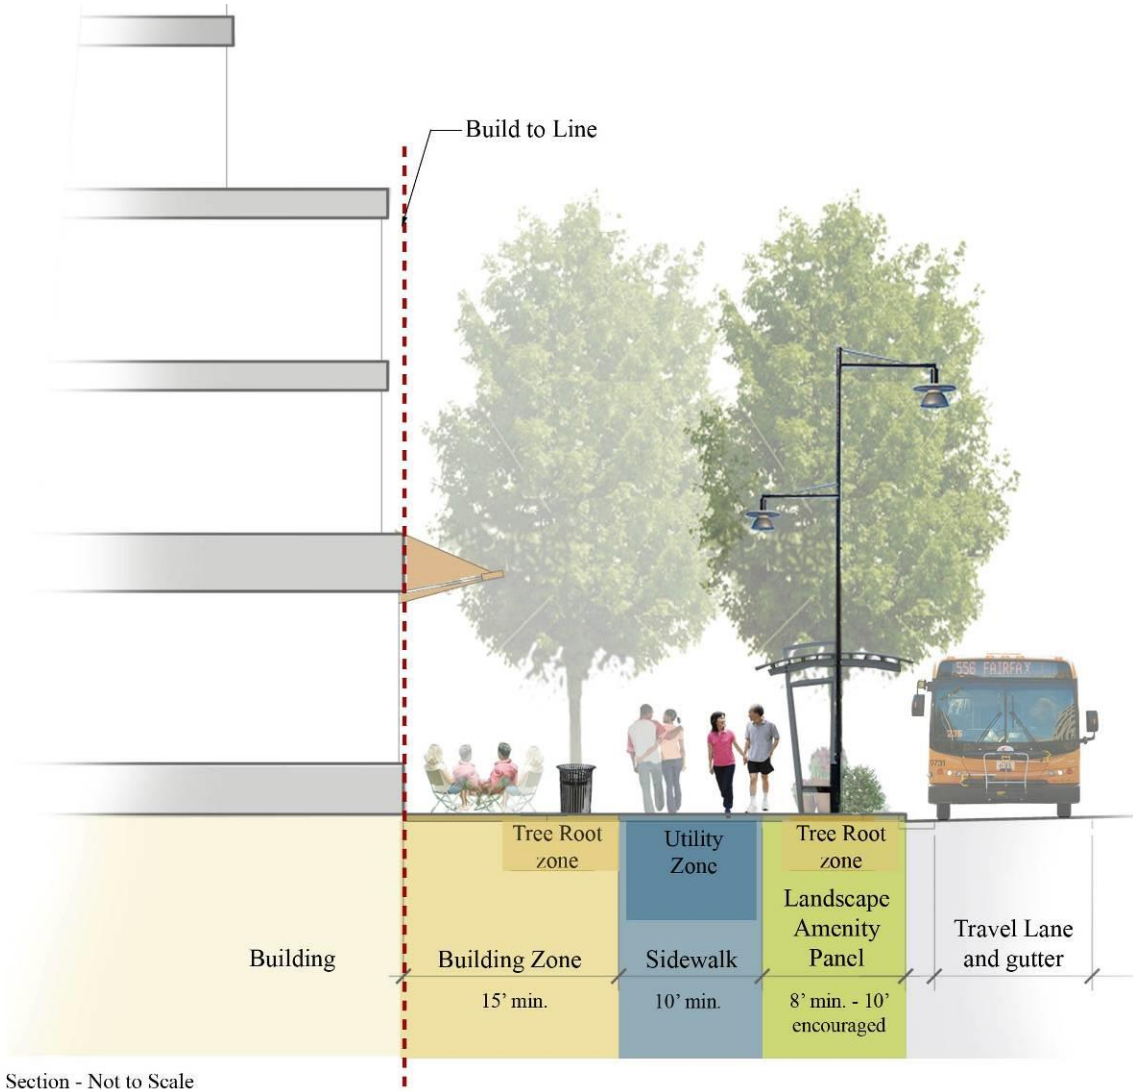 Build to Line
556 FAIRFAX
9731
Tree Root
zone
Utility
Zone
Tree Root
zone
Landscape
Amenity
Panel
Building
Building Zone
Sidewalk
Travel Lane
and gutter
15' min.
10' min.
8' min. - 10'
encouraged
Section - Not to Scale